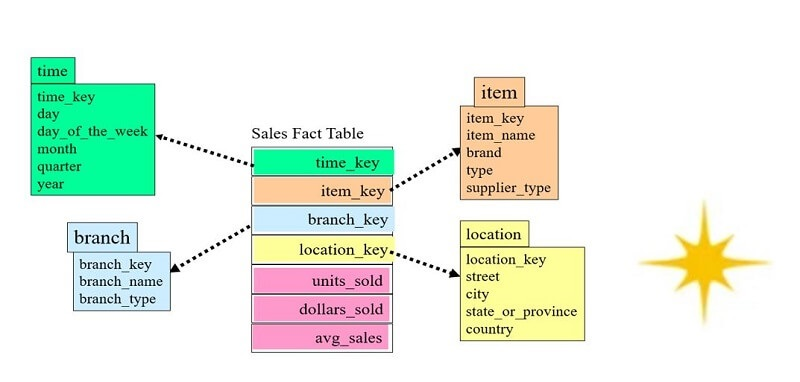 time
time_key
day
day_of_the_week
month
quarter
year
branch
branch_key
branch_name
branch_type
Sales Fact Table
time_key
item_key
branch_key
location_key
units_sold
dollars_sold
avg_sales
item
item_key
item_name
brand
type
supplier_type
location
location_key
street
city
state_or_province
country